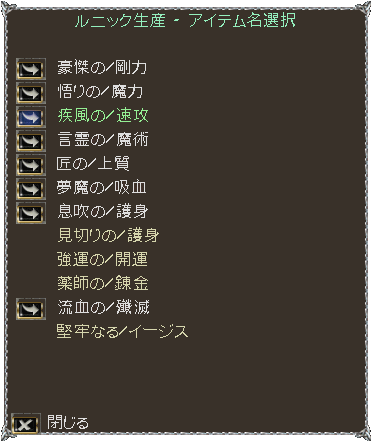 ルニック生産 - アイテム名選択
豪傑の/剛力
悟りの/魔力
疾風の/速攻
言霊の/魔術
匠の/上質
夢魔の/吸血
息吹の/護身
見切りの/護身
強運の/開運
薬師の/錬金
流血の/殲滅
堅牢なる/イージス
閉じる